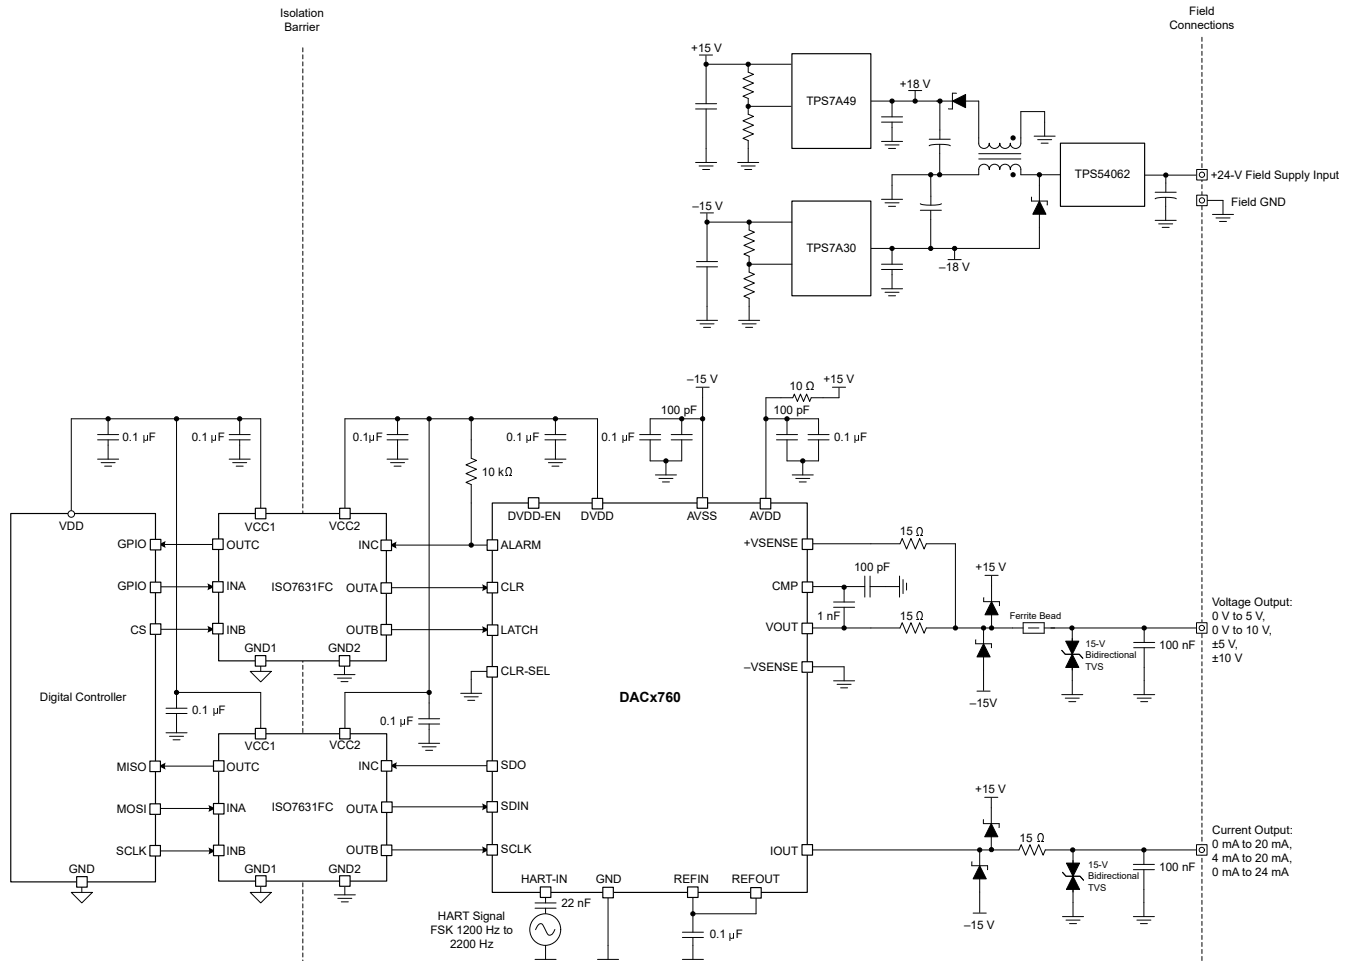 Isolation
Barrier
Field
Connections
+15 V
TPS7A49
+18 V
TPS54062
+24-V Field Supply Input
Field GND
–15 V
TPS7A30
–18 V
–15 V
10 Ω
+15 V
100 pF
100 pF
0.1 µF
0.1 µF
0.1µF
0.1 µF
0.1 µF
0.1 µF
10 kΩ
VDD
VCC1
VCC2
DVDD-EN
DVDD
AVSS
AVDD
GPIO
OUTC
INC
ALARM
+VSENSE
15 Ω
GPIO
INA
ISO7631FC
OUTA
CLR
CMP
100 pF
+15 V
CS
INB
OUTB
LATCH
VOUT
1 nF
15 Ω
Ferrite Bead
Voltage Output:
0 V to 5 V,
0 V to 10 V,
±5 V,
±10 V
GND1
GND2
CLR-SEL
–VSENSE
15-V
Bidirectional
TVS
100 nF
–15V
Digital Controller
DACx760
0.1 µF
0.1 µF
VCC1
VCC2
MISO
OUTC
INC
SDO
MOSI
INA
ISO7631FC
OUTA
SDIN
+15 V
SCLK
INB
OUTB
SCLK
IOUT
15 Ω
Current Output:
0 mA to 20 mA,
4 mA to 20 mA,
0 mA to 24 mA
15-V
Bidirectional
TVS
100 nF
–15 V
GND
GND1
GND2
HART-IN
GND
REFIN
REFOUT
22 nF
HART Signal
FSK 1200 Hz to
2200 Hz
0.1 µF